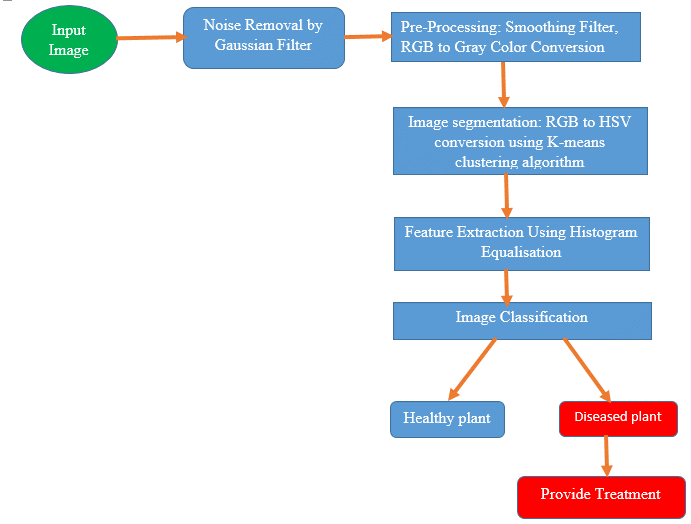 Input
Image
Noise Removal by
Gaussian Filter
Pre-Processing: Smoothing Filter,
RGB to Gray Color Conversion
Image segmentation: RGB to HSV
conversion using K-means
clustering algorithm
Feature Extraction Using Histogram
Equalisation
Image Classification
Healthy plant
Diseased plant
Provide Treatment